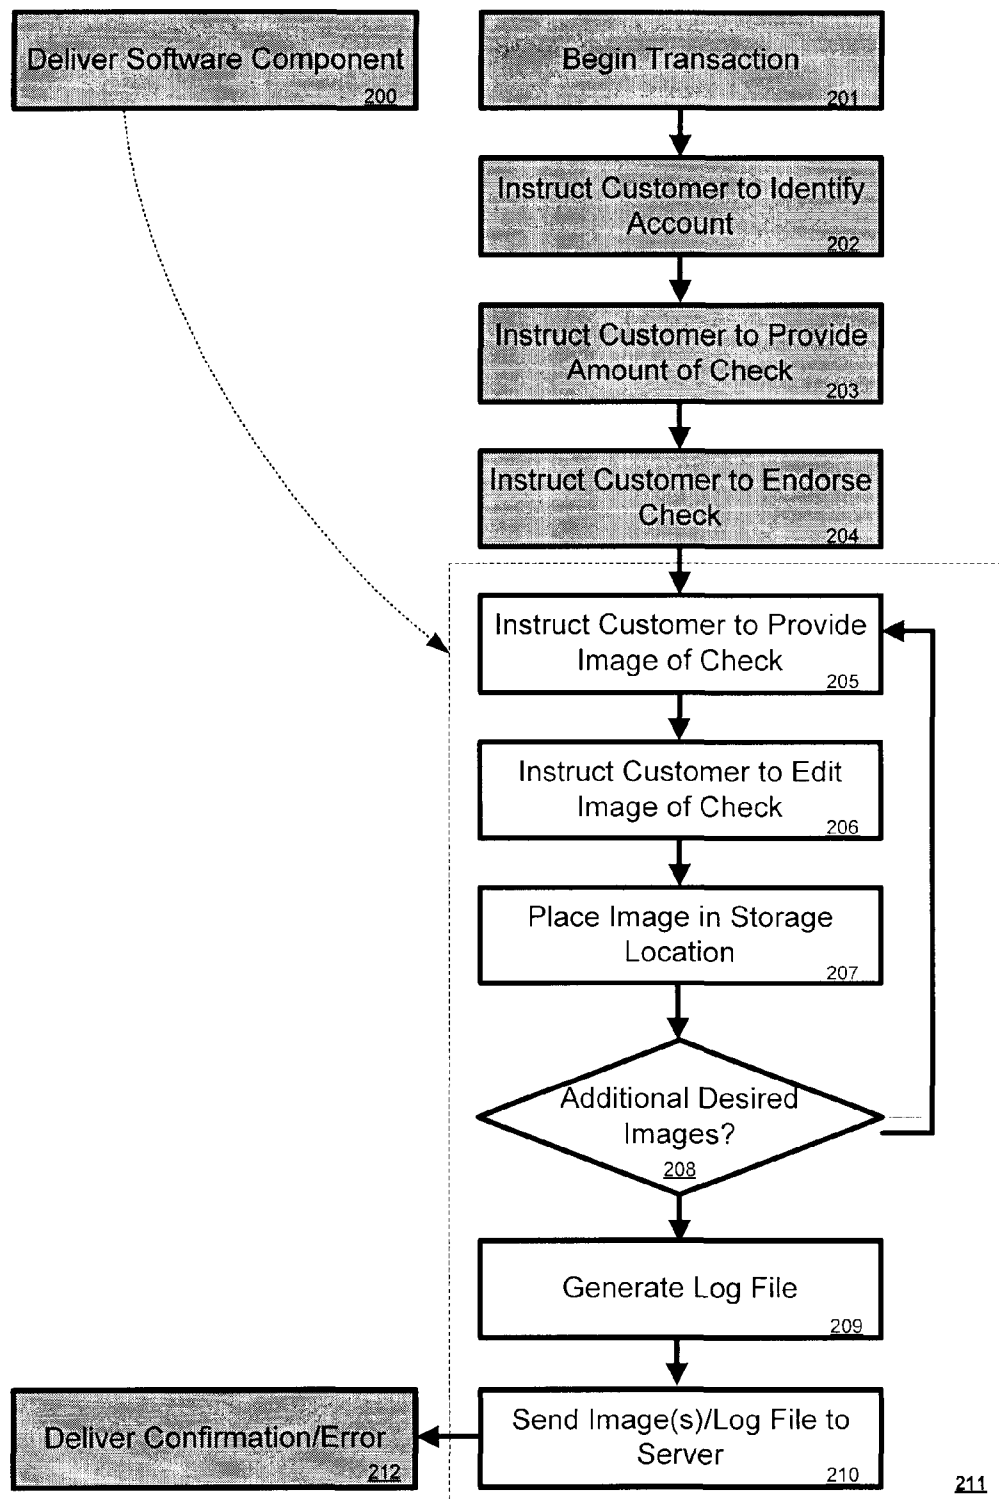 Deliver Software Component
200
Begin Transaction
201
Instruct Customer to Identify
Account
202
Instruct Customer to Provide
Amount of Check
203
Instruct Customer to Endorse
Check
204
Instruct Customer to Provide
Image of Check
205
Instruct Customer to Edit
Image of Check
206
Place Image in Storage
Location
207
Additional Desired
Images?
208
Generate Log File
209
Send Image(s)/Log File to
Server
210
Deliver Confirmation/Error
212
211